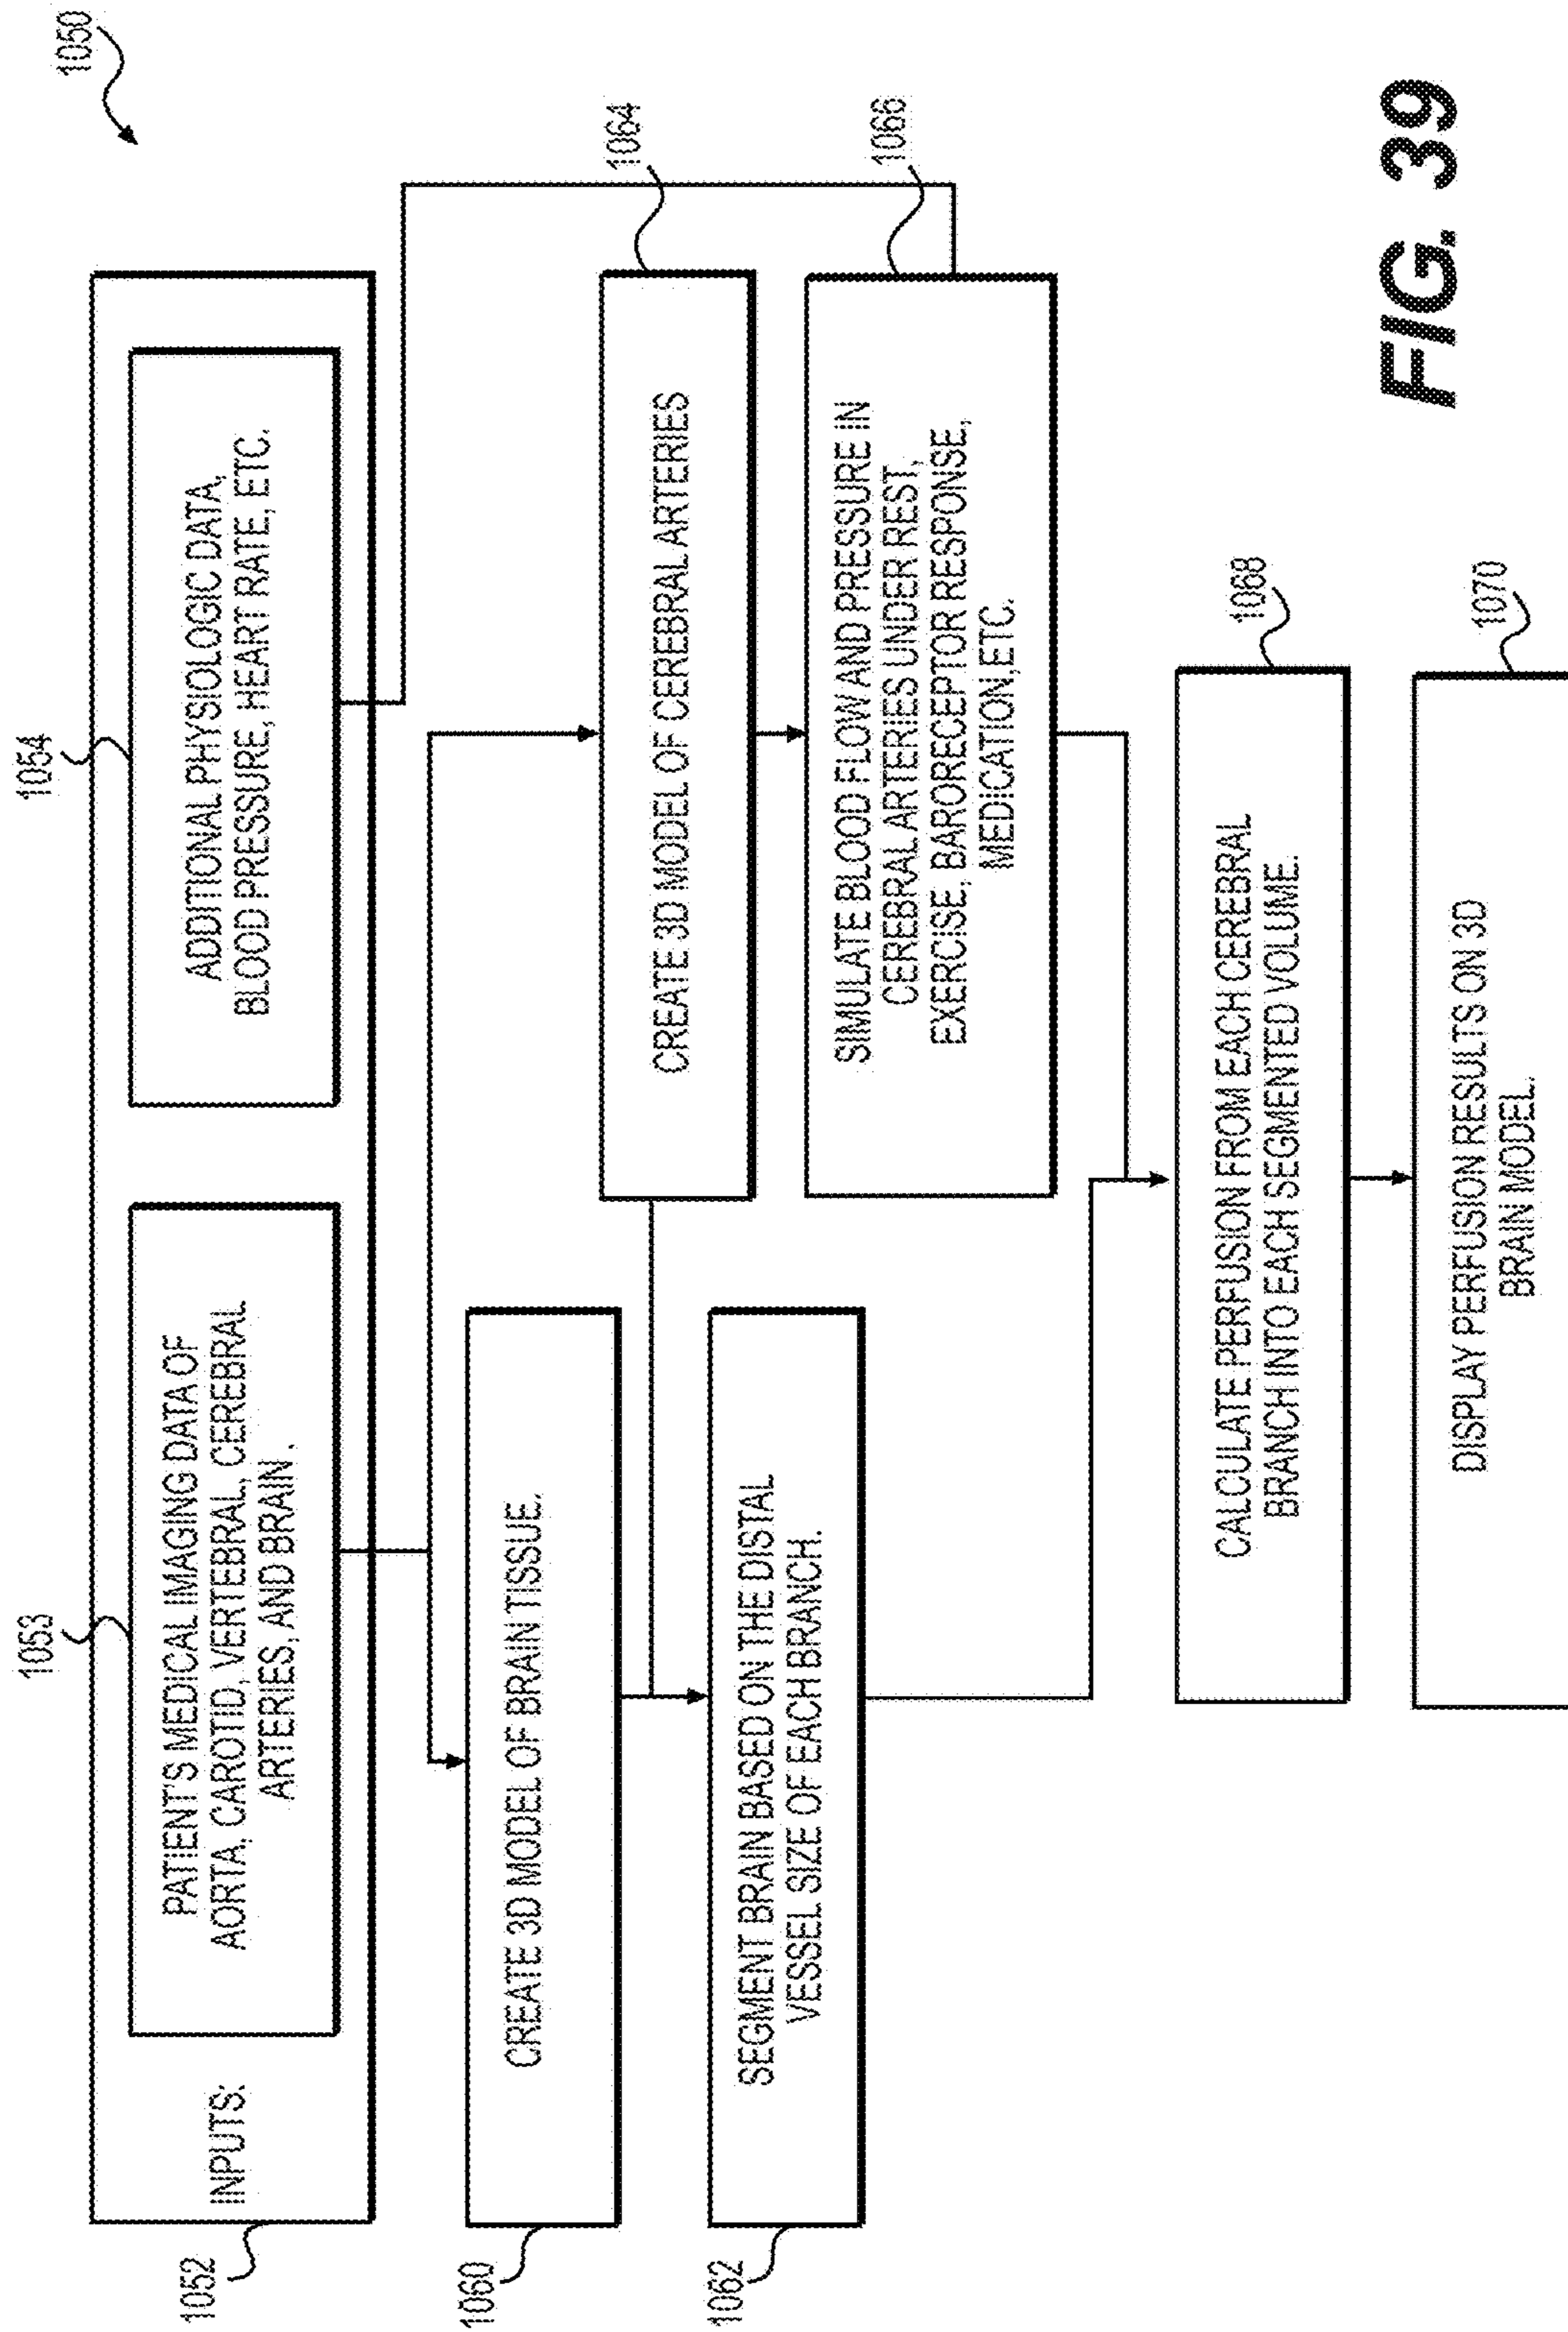 1050
1053
1054
1052
INPUTS:
PATIENT'S MEDICAL IMAGING DATA OF
AORTA, CAROTID, VERTEBRAL, CEREBRAL
ARTERIES, AND BRAIN.
ADDITIONAL PHYSIOLOGIC DATA,
BLOOD PRESSURE, HEART RATE, ETC.
1060
CREATE 3D MODEL OF BRAIN TISSUE.
1064
CREATE 3D MODEL OF CEREBRAL ARTERIES
1062
SEGMENT BRAIN BASED ON THE DISTAL
VESSEL SIZE OF EACH BRANCH.
1066
SIMULATE BLOOD FLOW AND PRESSURE IN
CEREBRAL ARTERIES UNDER REST,
EXERCISE, BARORECEPTOR RESPONSE,
MEDICATION,ETC.
1068
CALCULATE PERFUSION FROM EACH CEREBRAL
BRANCH INTO EACH SEGMENTED VOLUME.
1070
DISPLAY PERFUSION RESULTS ON 3D
BRAIN MODEL.
FIG. 39